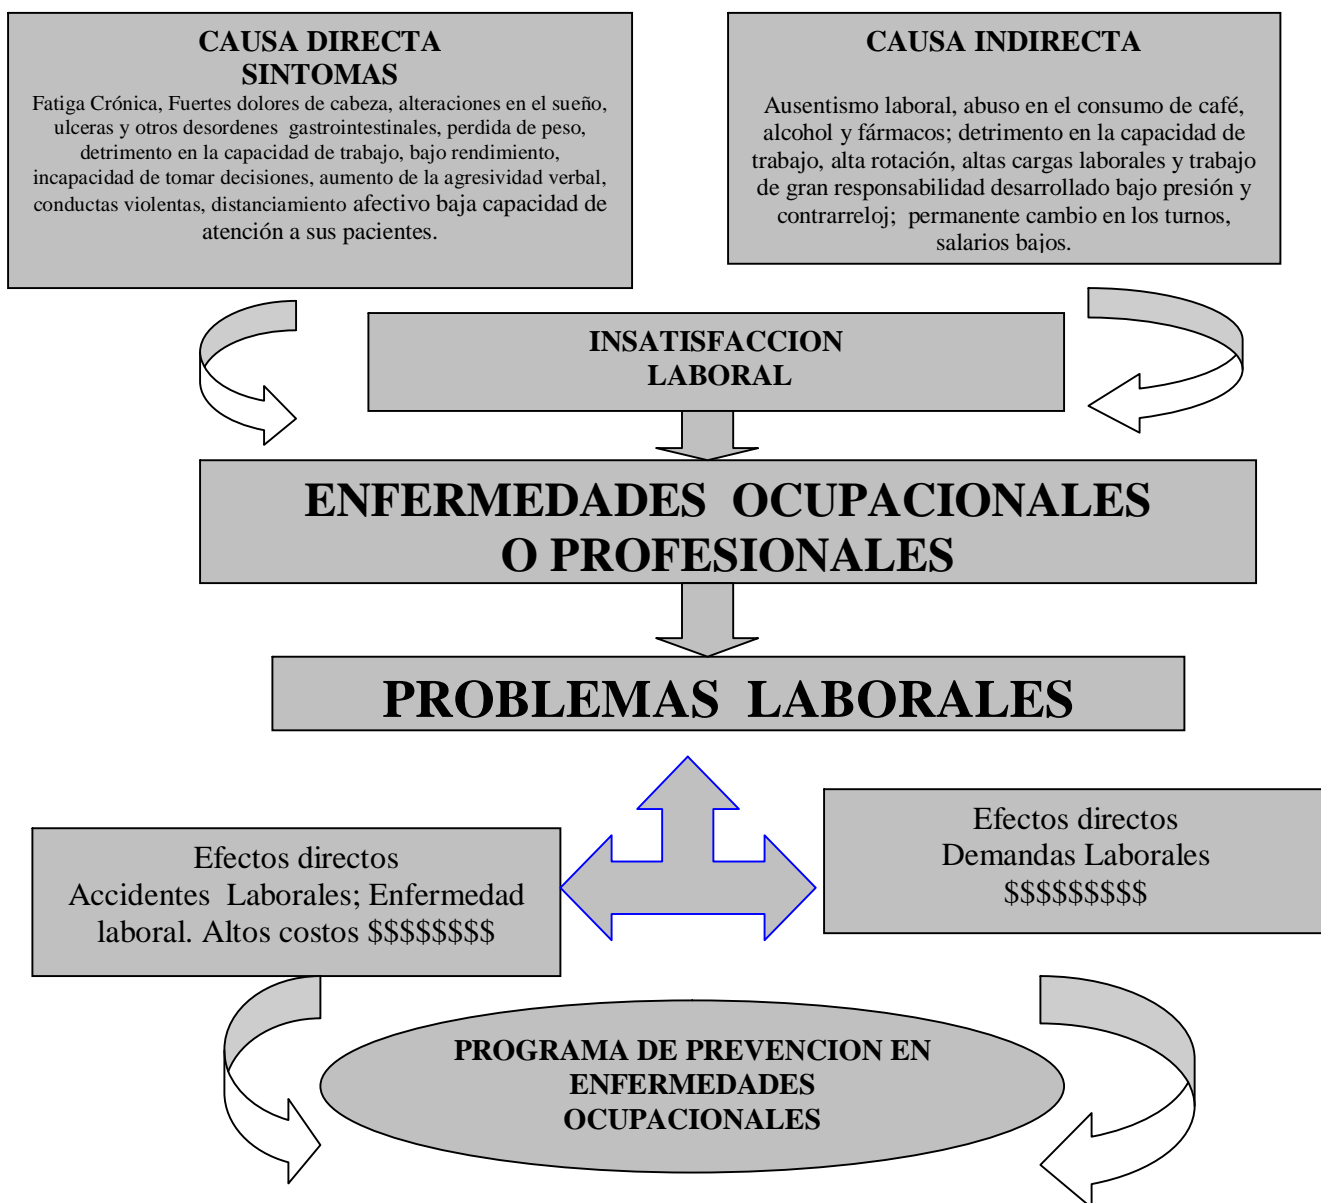 CAUSA DIRECTA
SINTOMAS
Fatiga Crónica, Fuertes dolores de cabeza, alteraciones en el sueño,
ulceras y otros desordenes gastrointestinales, perdida de peso,
detrimento en la capacidad de trabajo, bajo rendimiento,
incapacidad de tomar decisiones, aumento de la agresividad verbal,
conductas violentas, distanciamiento afectivo baja capacidad de
atención a sus pacientes.
CAUSA INDIRECTA
Ausentismo laboral, abuso en el consumo de café,
alcohol y fármacos; detrimento en la capacidad de
trabajo, alta rotación, altas cargas laborales y trabajo
de gran responsabilidad desarrollado bajo presión y
contrarreloj; permanente cambio en los turnos,
salarios bajos.
INSATISFACCION
LABORAL
ENFERMEDADES OCUPACIONALES
O PROFESIONALES
PROBLEMAS LABORALES
Efectos directos
Accidentes Laborales; Enfermedad
laboral. Altos costos $$$$$$$$
Efectos directos
Demandas Laborales
$$$$$$$$$
PROGRAMA DE PREVENCION EN
ENFERMEDADES
OCUPACIONALES